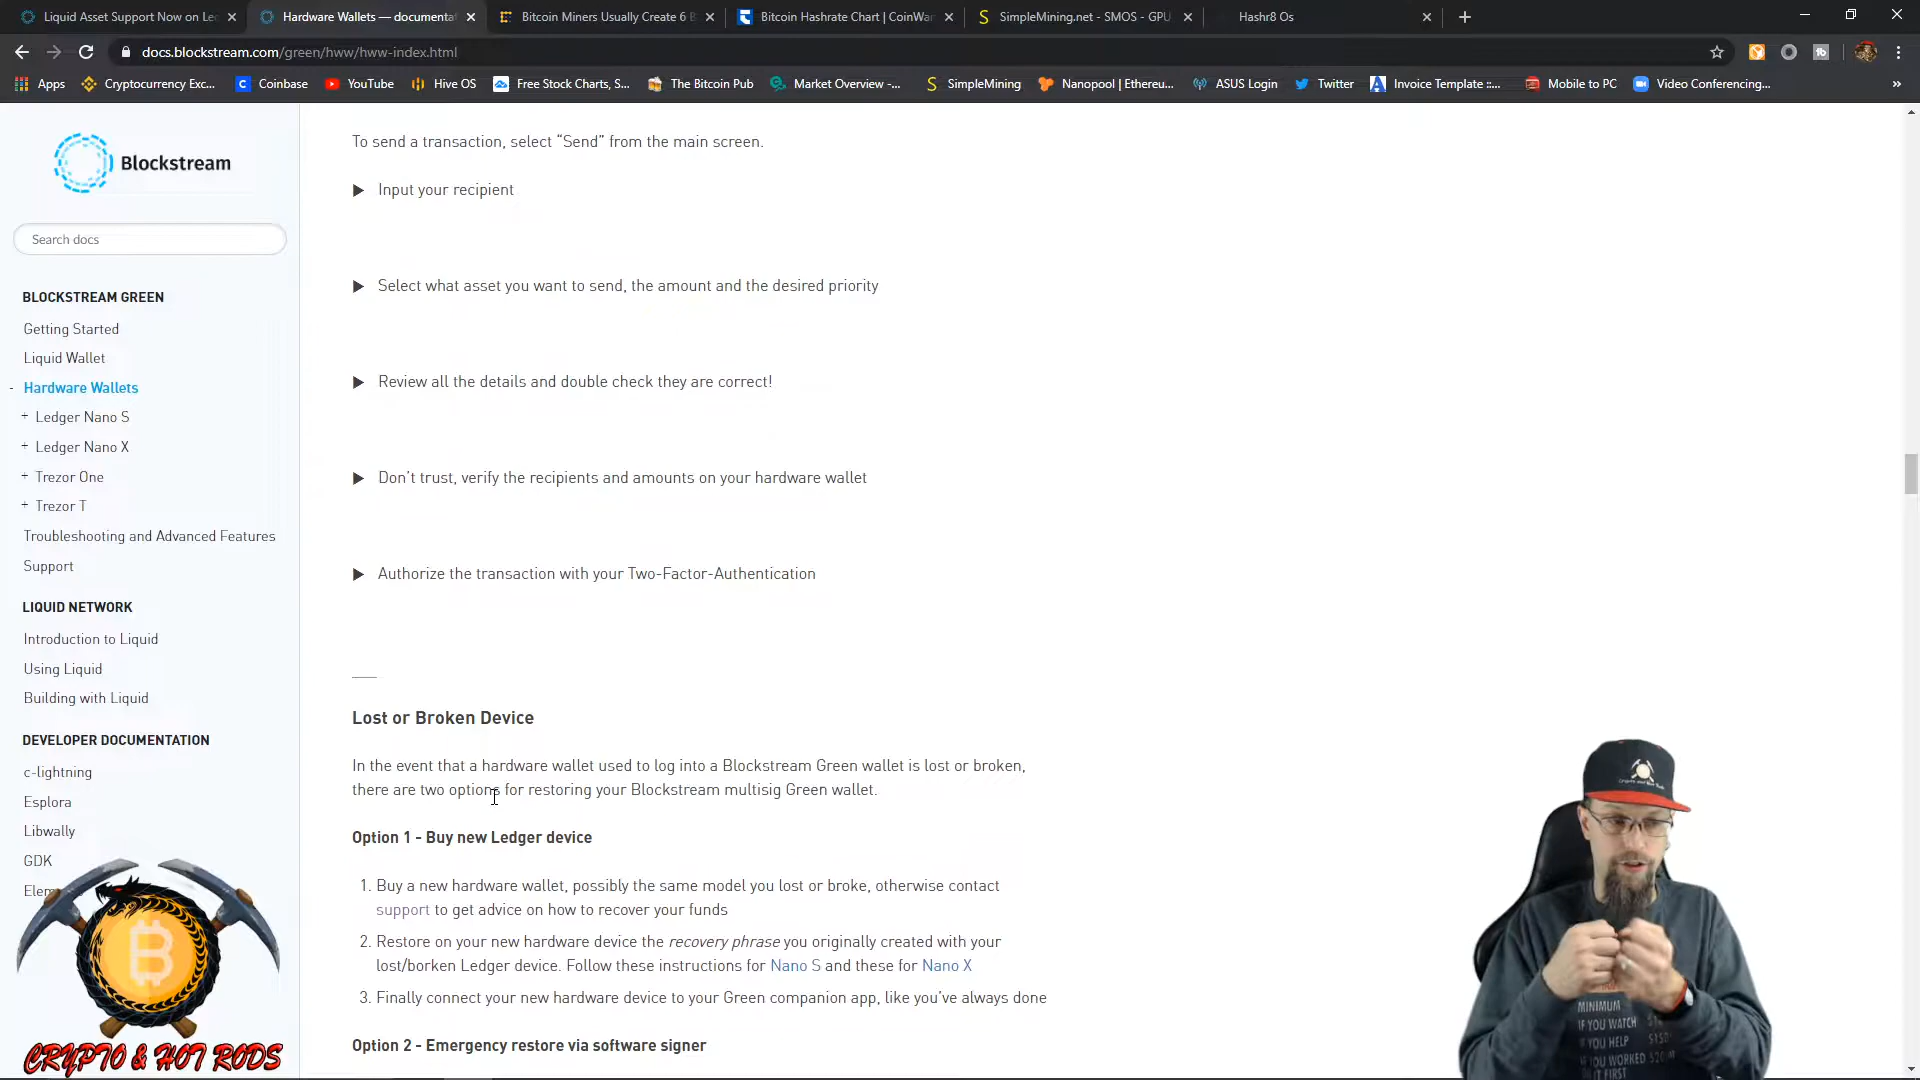 Liquid Asset Support Now on Le
Hardware Wallets — documenta
Bitcoin Miners Usually Create 6 B
Bitcoin Hashrate Chart | CoinWar
SimpleMining.net - SMOS - GPU
Hashr8 Os
docs.blockstream.com/green/hww/hww-index.html
Apps
Cryptocurrency Exc...
Coinbase
YouTube
Hive OS
Free Stock Charts, S...
The Bitcoin Pub
Market Overview -...
SimpleMining
Nanopool | Ethereu...
ASUS Login
Twitter
Invoice Template ::...
Mobile to PC
Video Conferencing...
Blockstream
Search docs
BLOCKSTREAM GREEN
Getting Started
Liquid Wallet
- Hardware Wallets
+ Ledger Nano S
+ Ledger Nano X
+ Trezor One
+ Trezor T
Troubleshooting and Advanced Features
Support
LIQUID NETWORK
Introduction to Liquid
Using Liquid
Building with Liquid
DEVELOPER DOCUMENTATION
c-lightning
Esplora
Libwally
GDK
Elem
CRYPTO & HOT RODS
To send a transaction, select “Send” from the main screen.
Input your recipient
Select what asset you want to send, the amount and the desired priority
Review all the details and double check they are correct!
Don’t trust, verify the recipients and amounts on your hardware wallet
Authorize the transaction with your Two-Factor-Authentication
Lost or Broken Device
In the event that a hardware wallet used to log into a Blockstream Green wallet is lost or broken,
there are two options for restoring your Blockstream multisig Green wallet.
Option 1 - Buy new Ledger device
1. Buy a new hardware wallet, possibly the same model you lost or broke, otherwise contact
support to get advice on how to recover your funds
2. Restore on your new hardware device the recovery phrase you originally created with your
lost/borken Ledger device. Follow these instructions for Nano S and these for Nano X
3. Finally connect your new hardware device to your Green companion app, like you’ve always done
Option 2 - Emergency restore via software signer
MINIMUM
IF YOU WATCH
IF YOU HELP
IF YOU WORKED
IT FIRST